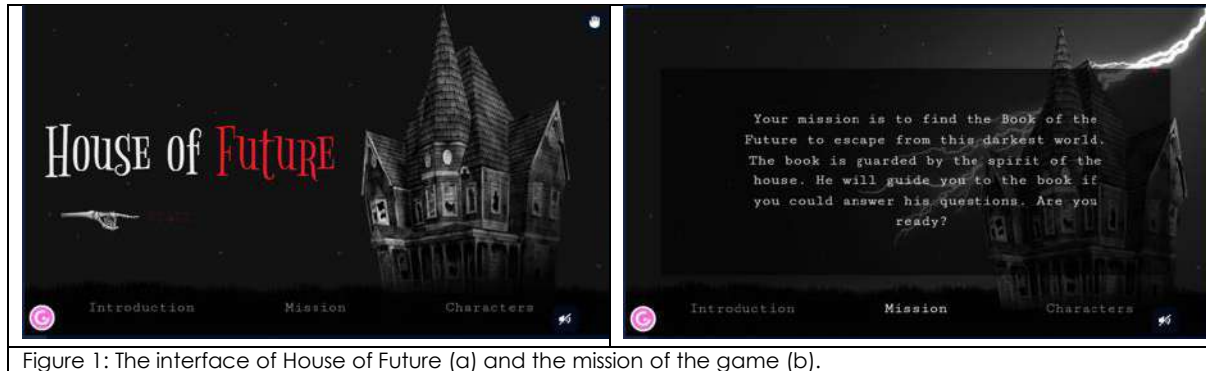 House of Future
START
Introduction
Mission
Characters
Your mission is to find the Book of the
Future to escape from this darkest world.
The book is guarded by the spirit of the
house. He will guide you to the book if
you could answer his questions. Are you
ready?
Introduction
Mission
Characters
Figure 1: The interface of House of Future (a) and the mission of the game (b).